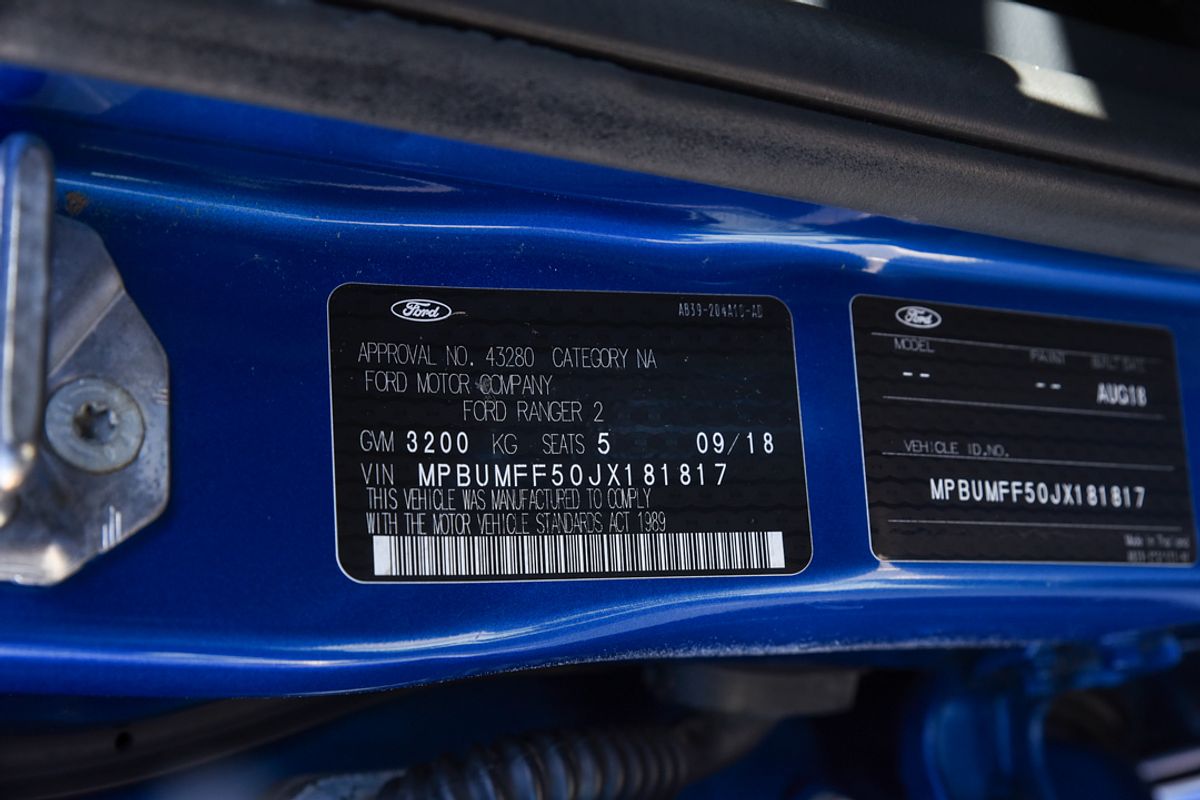 Ford
AB39-204A10-AD
APPROVAL NO. 43280 CATEGORY NA
FORD MOTOR COMPANY
FORD RANGER 2
GVM 3200 KG SEATS 5 09/18
VIN MPBUMFF50JX181817
THIS VEHICLE WAS MANUFACTURED TO COMPLY
WITH THE MOTOR VEHICLE STANDARDS ACT 1989
Ford
MODEL PAINT BUILT DATE
-- -- AUG18
VEHICLE ID.NO.
MPBUMFF50JX181817
Made in Thailand